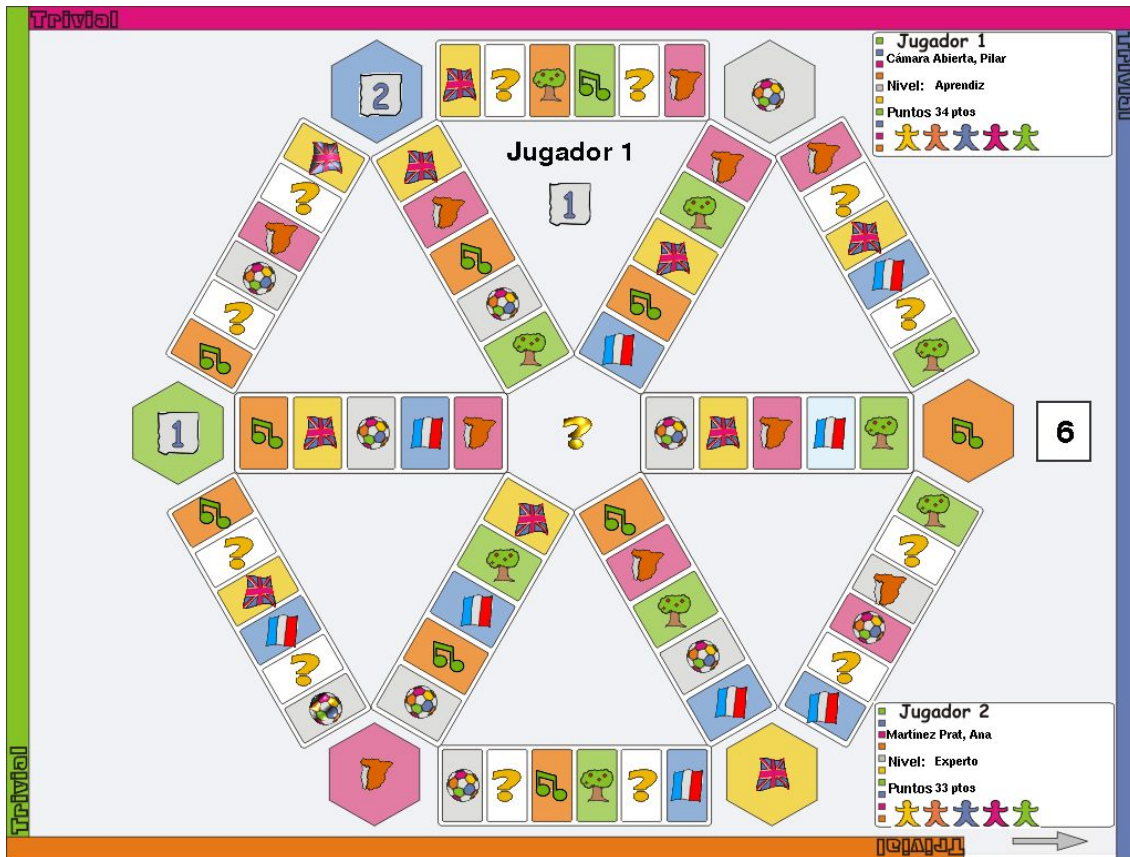 Trivial
Jugador 1
Cámara Abierta, Pilar
Nivel: Aprendiz
Puntos 34 ptos
Trivial
2
?
?
Jugador 1
1
?
?
?
?
1
?
6
?
?
?
?
?
?
Jugador 2
Martínez Prat, Ana
Nivel: Experto
Puntos 33 ptos
Trivial
Trivial